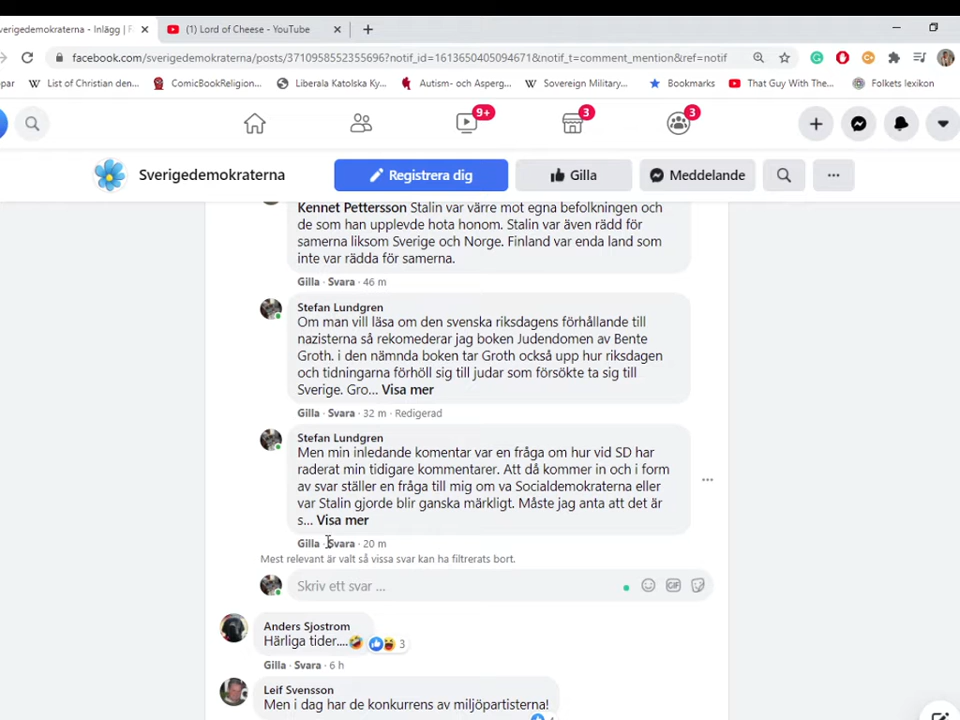 verigedemokraterna - Inlägg | F
(1) Lord of Cheese - YouTube
facebook.com/sverigedemokraterna/posts/3710958552355696?notif_id=1613650405094671&notif_t=comment_mention&ref=notif
par
List of Christian den...
ComicBookReligion...
Liberala Katolska Ky...
Autism- och Asperg...
Sovereign Military...
Bookmarks
That Guy With The...
Folkets lexikon
9+
3
3
Sverigedemokraterna
Registrera dig
Gilla
Meddelande
Kennet Pettersson Stalin var värre mot egna befolkningen och
de som han upplevde hota honom. Stalin var även rädd för
samerna liksom Sverige och Norge. Finland var enda land som
inte var rädda för samerna.
Gilla · Svara · 46 m
Stefan Lundgren
Om man vill läsa om den svenska riksdagens förhållande till
nazisterna så rekomederar jag boken Judendomen av Bente
Groth. i den nämnda boken tar Groth också upp hur riksdagen
och tidningarna förhöll sig till judar som försökte ta sig till
Sverige. Gro... Visa mer
Gilla · Svara · 32 m · Redigerad
Stefan Lundgren
Men min inledande komentar var en fråga om hur vid SD har
raderat min tidigare kommentarer. Att då kommer in och i form
av svar ställer en fråga till mig om va Socialdemokraterna eller
var Stalin gjorde blir ganska märkligt. Måste jag anta att det är
s... Visa mer
Gilla · Svara · 20 m
Mest relevant är valt så vissa svar kan ha filtrerats bort.
Skriv ett svar ...
GIF
Anders Sjostrom
Härliga tider....🤣
3
Gilla · Svara · 6 h
Leif Svensson
Men i dag har de konkurrens av miljöpartisterna!